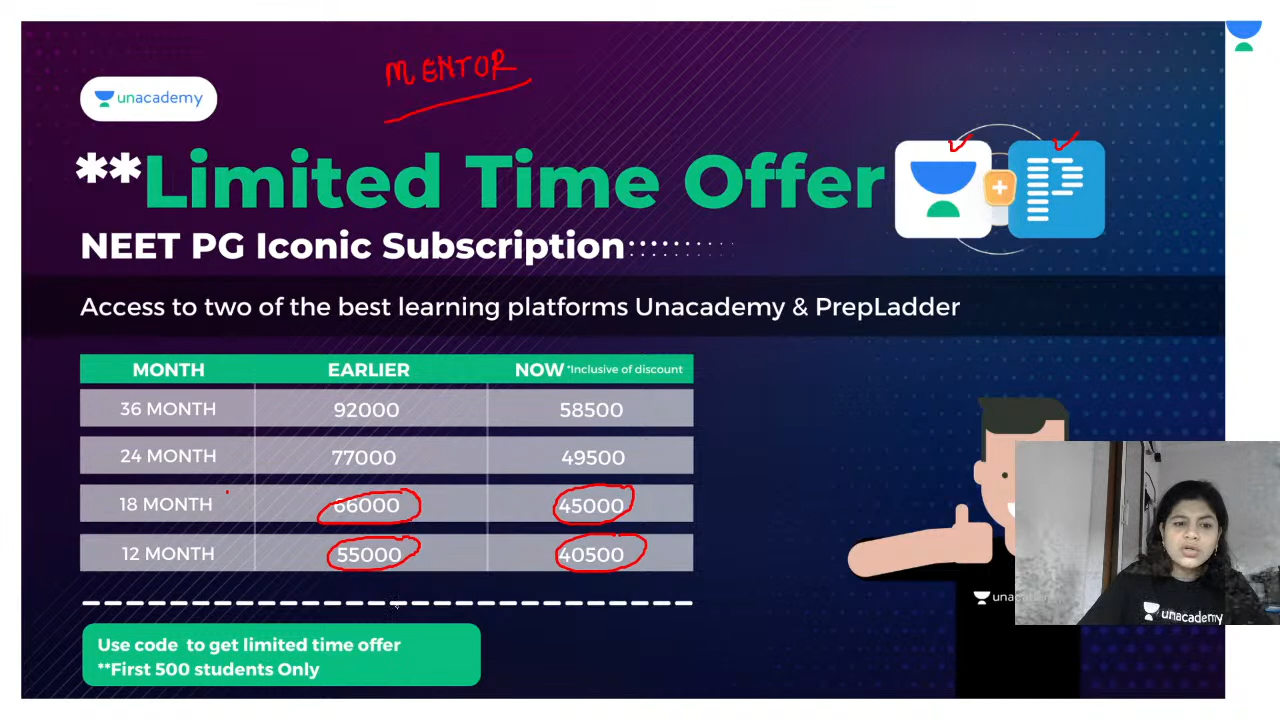 MENTOR
unacademy
**Limited Time Offer
NEET PG Iconic Subscription
Access to two of the best learning platforms Unacademy & PrepLadder
MONTH EARLIER NOW *Inclusive of discount
36 MONTH 92000 58500
24 MONTH 77000 49500
18 MONTH 66000 45000
12 MONTH 55000 40500
Use code to get limited time offer
**First 500 students Only
unacademy